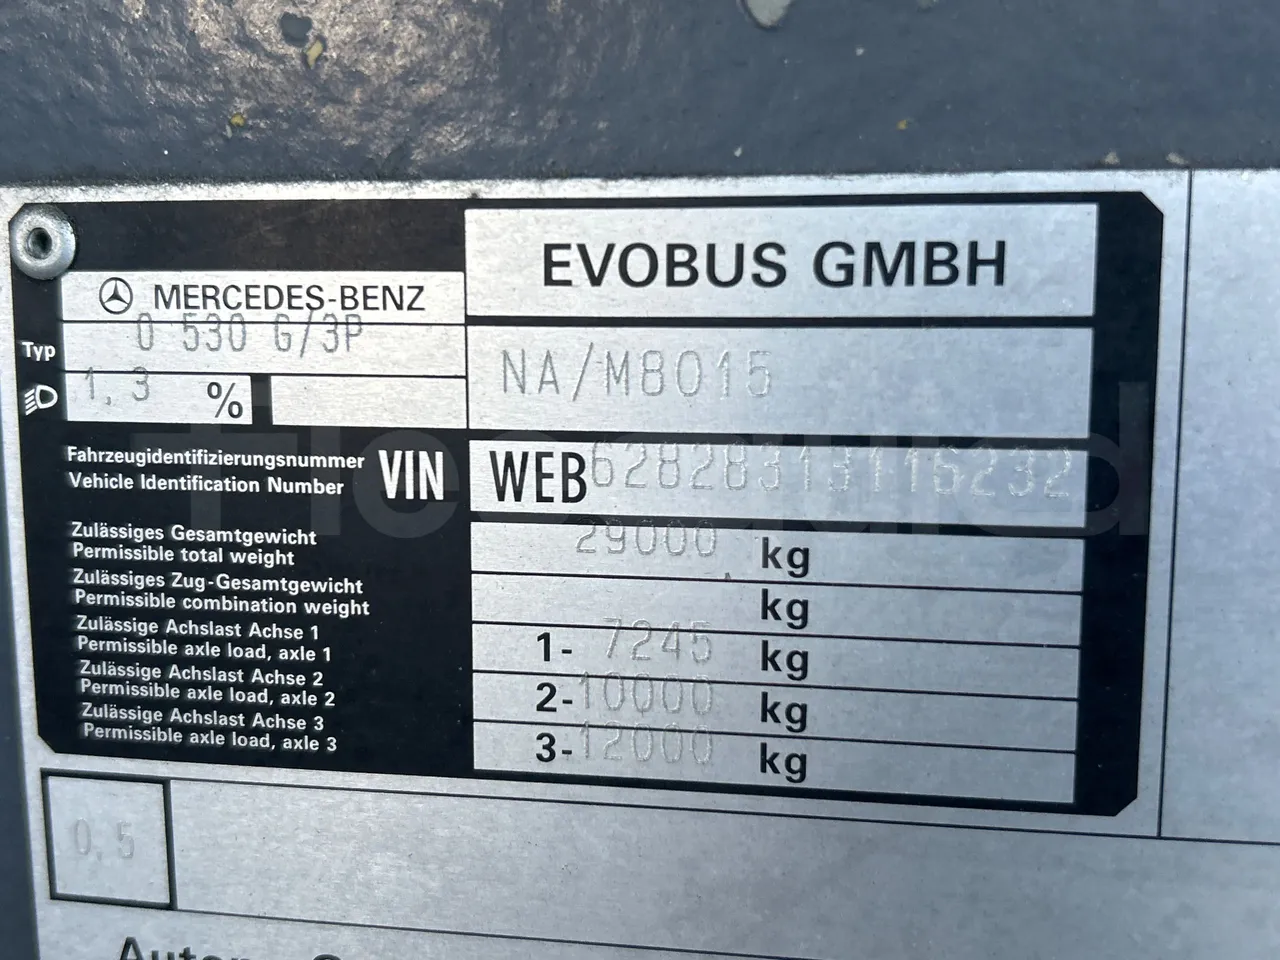 EVOBUS GMBH
MERCEDES-BENZ
Typ O 530 G/3P
NA/M8015
1,3 %
Fahrzeugidentifizierungsnummer
Vehicle Identification Number
VIN WEB62828313116232
Zulässiges Gesamtgewicht
Permissible total weight
29000 kg
Zulässiges Zug-Gesamtgewicht
Permissible combination weight
kg
Zulässige Achslast Achse 1
Permissible axle load, axle 1
1- 7245 kg
Zulässige Achslast Achse 2
Permissible axle load, axle 2
2- 10000 kg
Zulässige Achslast Achse 3
Permissible axle load, axle 3
3- 12000 kg
0,5